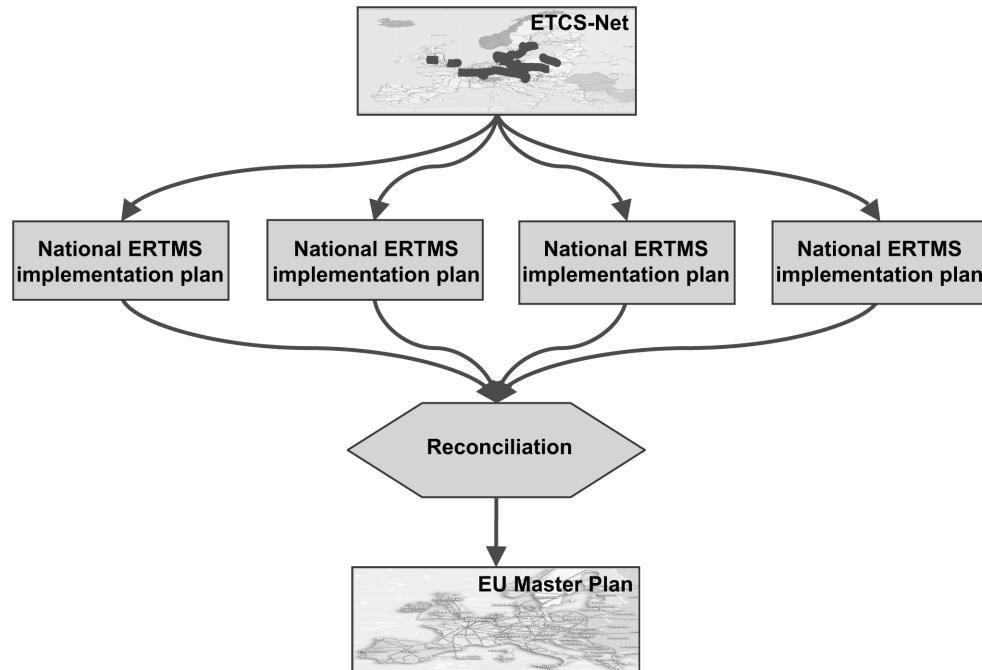 ETCS-Net
National ERTMS
implementation plan
National ERTMS
implementation plan
National ERTMS
implementation plan
National ERTMS
implementation plan
Reconciliation
EU Master Plan